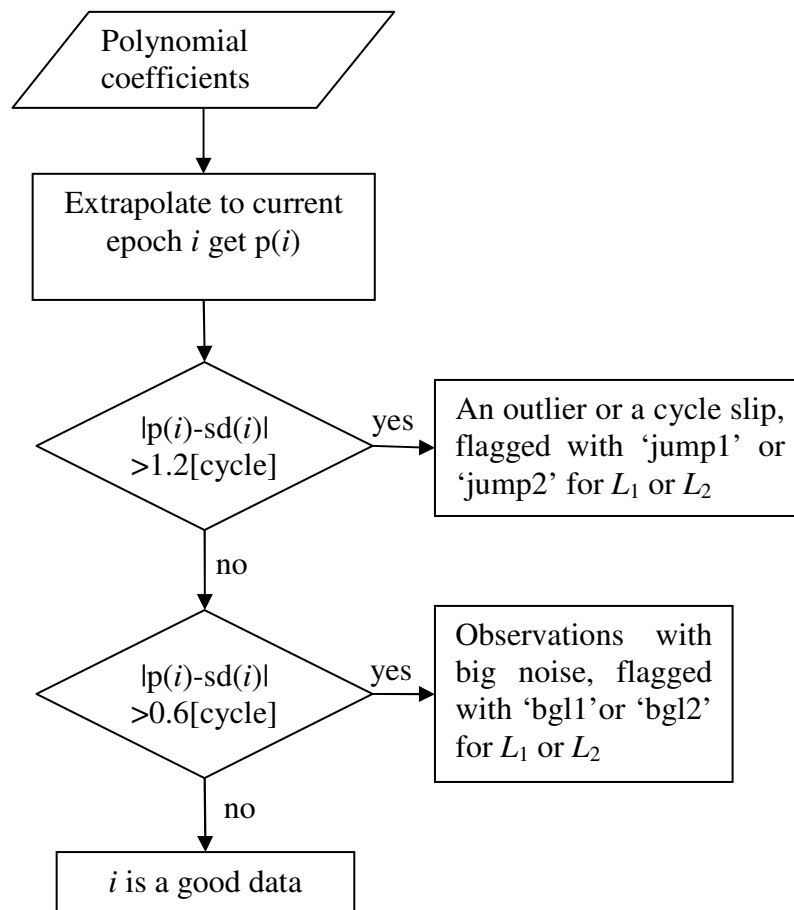 Polynomial
coefficients
Extrapolate to current
epoch i get p(i)
|p(i)-sd(i)|
>1.2[cycle]
yes
An outlier or a cycle slip,
flagged with ‘jump1’ or
‘jump2’ for L₁ or L₂
no
|p(i)-sd(i)|
>0.6[cycle]
yes
Observations with
big noise, flagged
with ‘bgl1’or ‘bgl2’
for L₁ or L₂
no
i is a good data